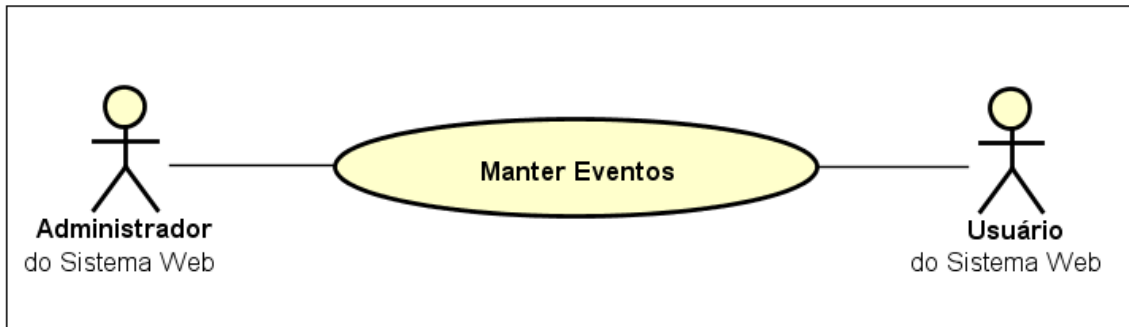 Manter Eventos
Administrador
do Sistema Web
Usuário
do Sistema Web